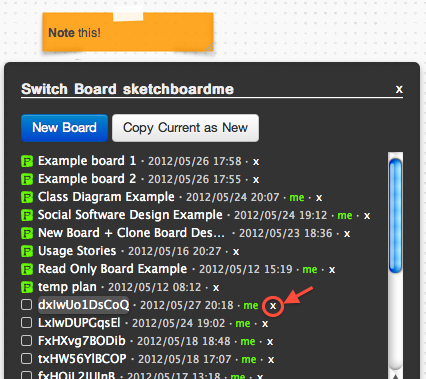 Note this!
Switch Board sketchboardme x
New Board Copy Current as New
Example board 1 · 2012/05/26 17:58 · x
Example board 2 · 2012/05/26 17:55 · x
Class Diagram Example · 2012/05/24 20:07 · me · x
Social Software Design Example · 2012/05/24 19:12 · me · x
New Board + Clone Board Des... · 2012/05/23 18:36 · x
Usage Stories · 2012/05/16 20:27 · x
Read Only Board Example · 2012/05/12 15:19 · me · x
temp plan · 2012/05/12 08:12 · x
dxIwUo1DsCoQ · 2012/05/27 20:18 · me x
LxIwDUPGqsEl · 2012/05/24 19:02 · me · x
FxHXvg7BODib · 2012/05/18 18:48 · me · x
txHW56YlBCOP · 2012/05/18 17:07 · me · x
2012/05/17 13:18 · me · x